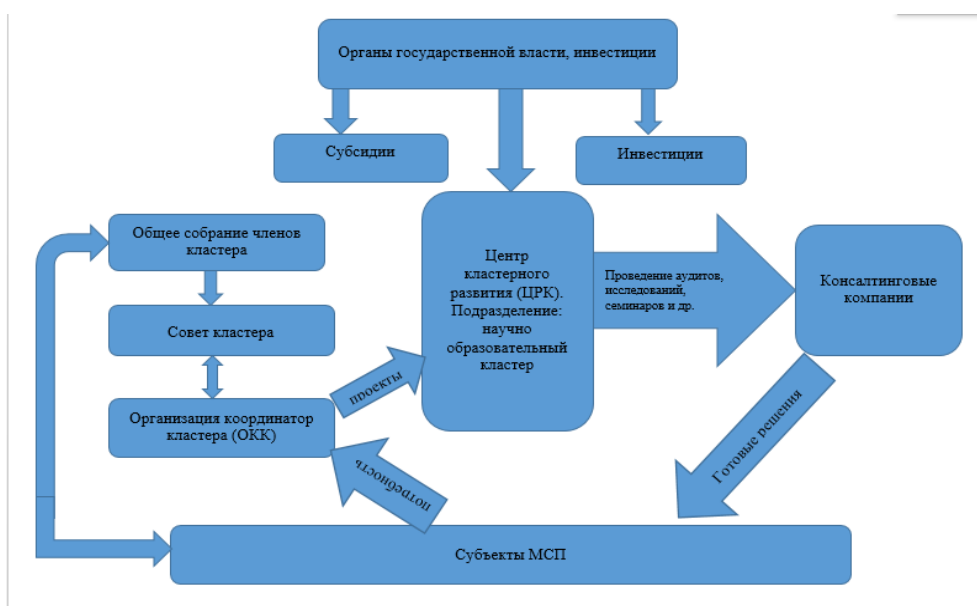 Органы государственной власти, инвестиции
Субсидии
Инвестиции
Общее собрание членов
кластера
Совет кластера
Организация координатор
кластера (ОКК)
проекты
потребность
Центр
кластерного
развития (ЦРК).
Подразделение:
научно
образовательный
кластер
Проведение аудитов,
исследований,
семинаров и др.
Консалтинговые
компании
Готовые решения
Субъекты МСП